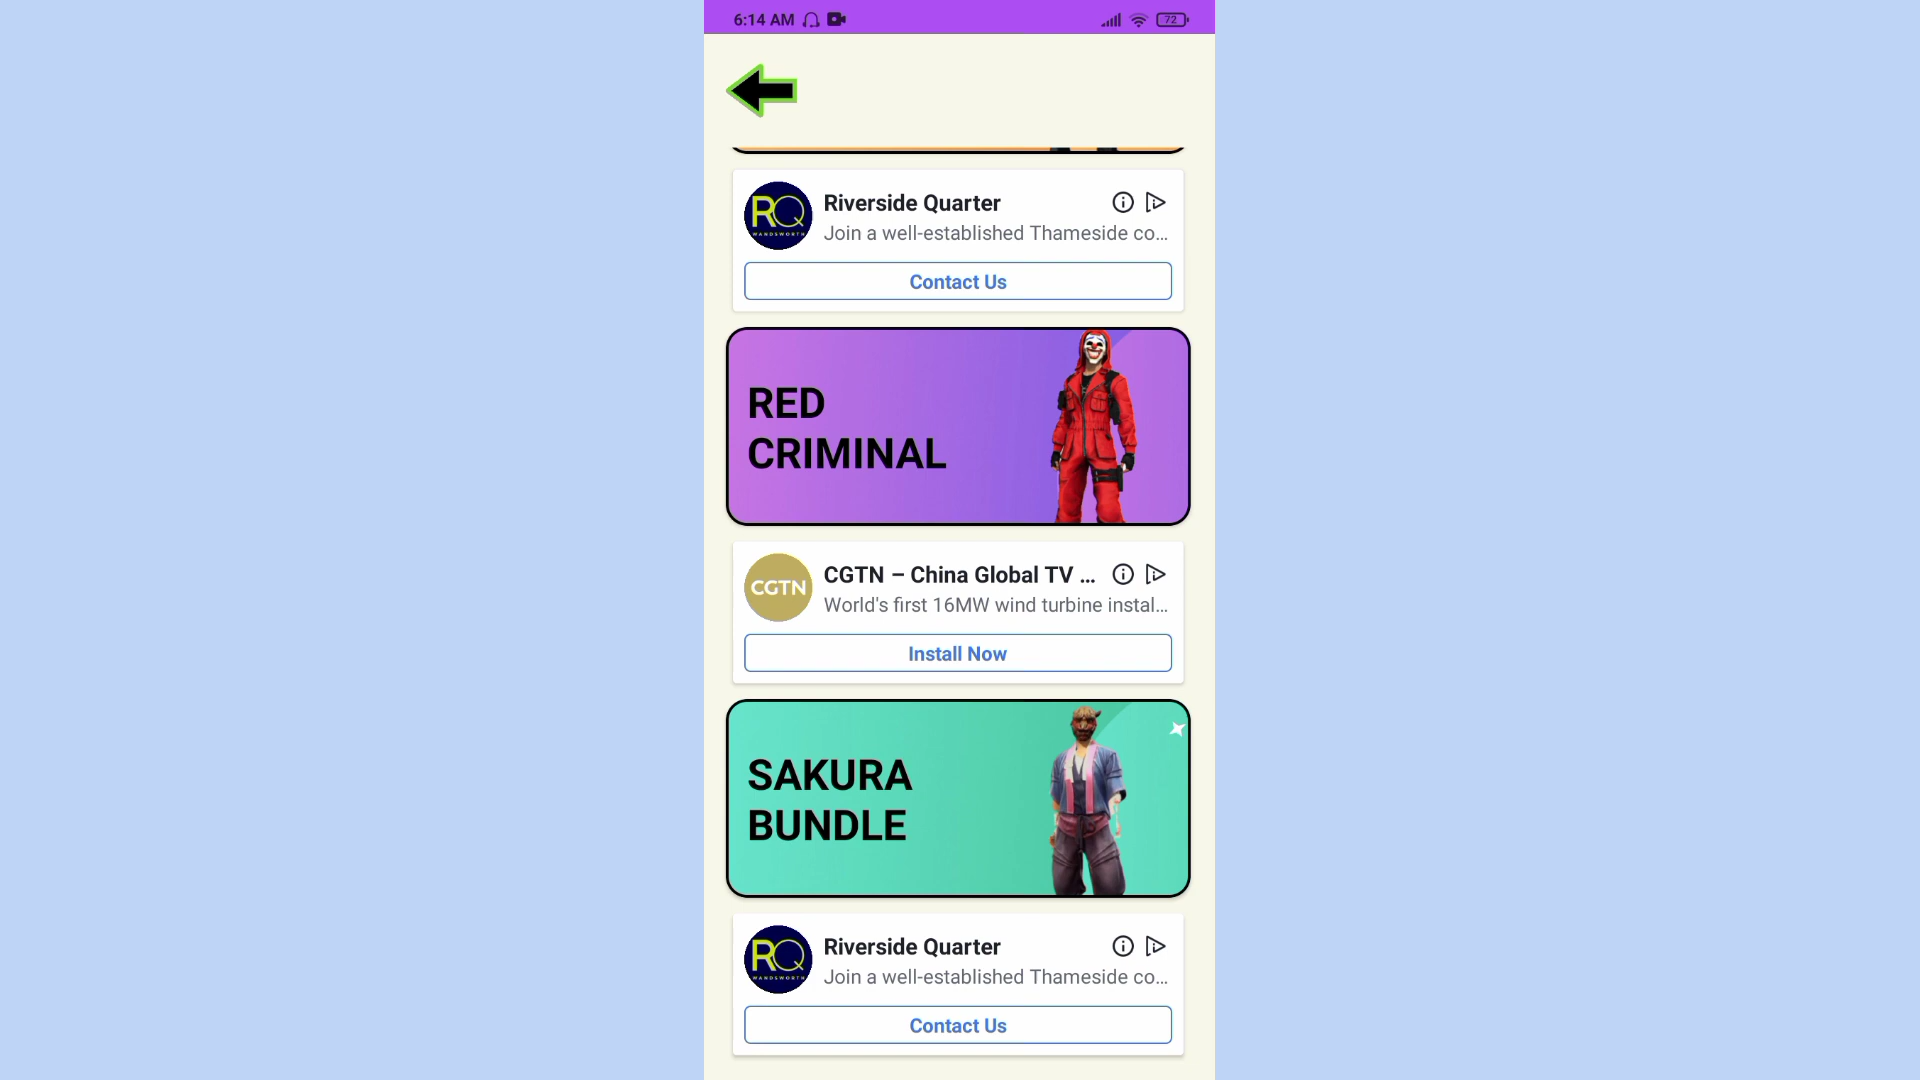 6:14 AM
72
RQ
WANDSWORTH
Riverside Quarter
Join a well-established Thameside co...
Contact Us
RED
CRIMINAL
CGTN
CGTN – China Global TV ...
World's first 16MW wind turbine instal...
Install Now
SAKURA
BUNDLE
RQ
WANDSWORTH
Riverside Quarter
Join a well-established Thameside co...
Contact Us